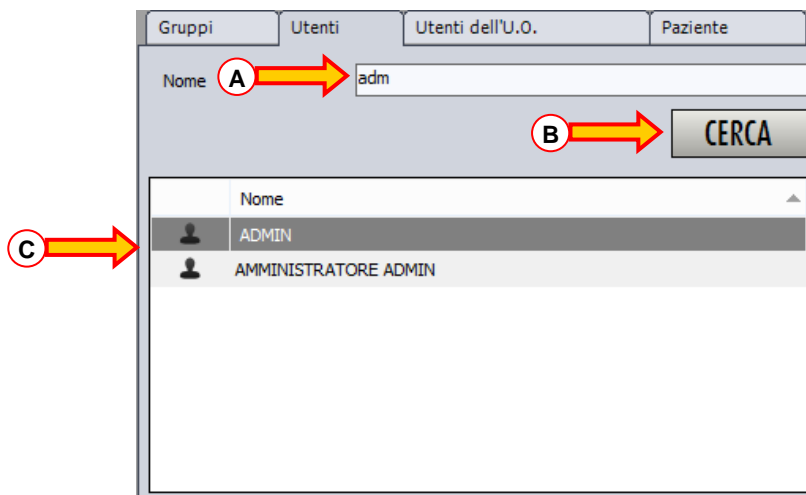 Gruppi Utenti Utenti dell'U.O. Paziente
Nome A adm
B CERCA
Nome
C ADMIN
AMMINISTRATORE ADMIN